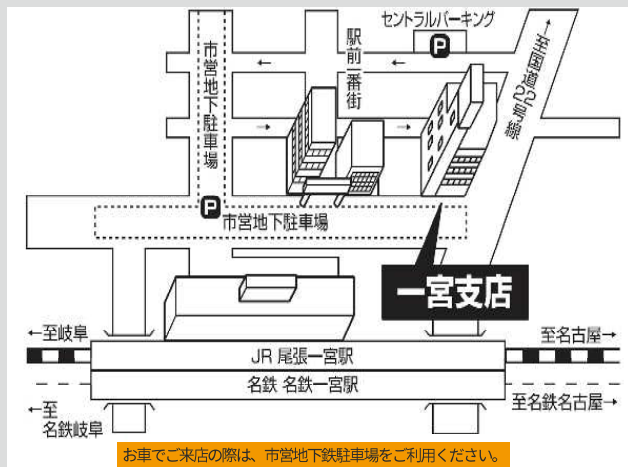 セントラルパーキング
P
←至国道22号線
駅前一番街
市営地下駐車場
←
←
→
→
P
市営地下駐車場
一宮支店
←至岐阜
至名古屋→
JR 尾張一宮駅
名鉄 名鉄一宮駅
←至
名鉄岐阜
至名鉄名古屋→
お車でご来店の際は、市営地下鉄駐車場をご利用ください。